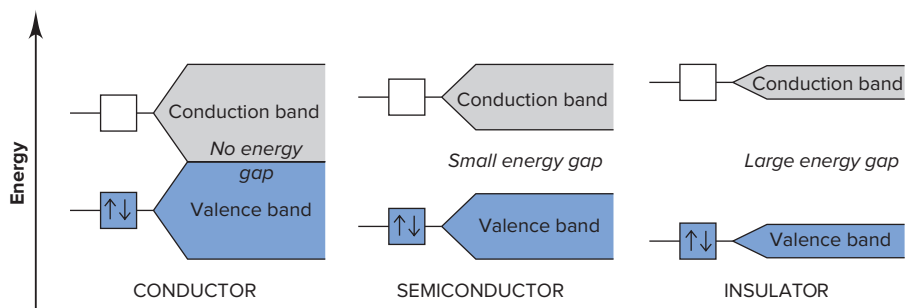 Energy
Conduction band
No energy
gap
Valence band
CONDUCTOR
↑↓
Conduction band
Small energy gap
Valence band
SEMICONDUCTOR
↑↓
Conduction band
Large energy gap
Valence band
INSULATOR
↑↓